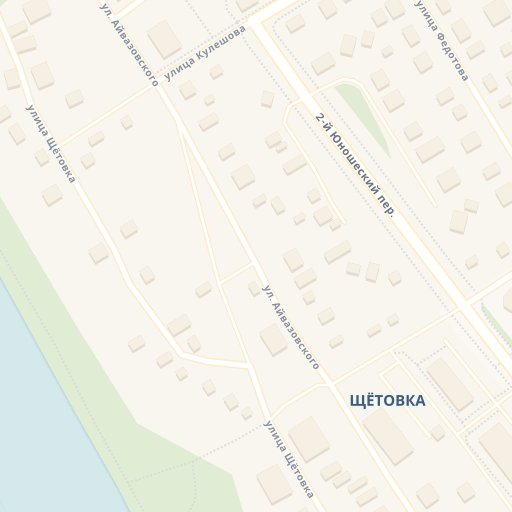 ул. Айвазовского
улица Кулешова
улица Федотова
улица Щётовка
2-й Юношеский пер.
ул. Айвазовского
ЩЁТОВКА
улица Щётовка